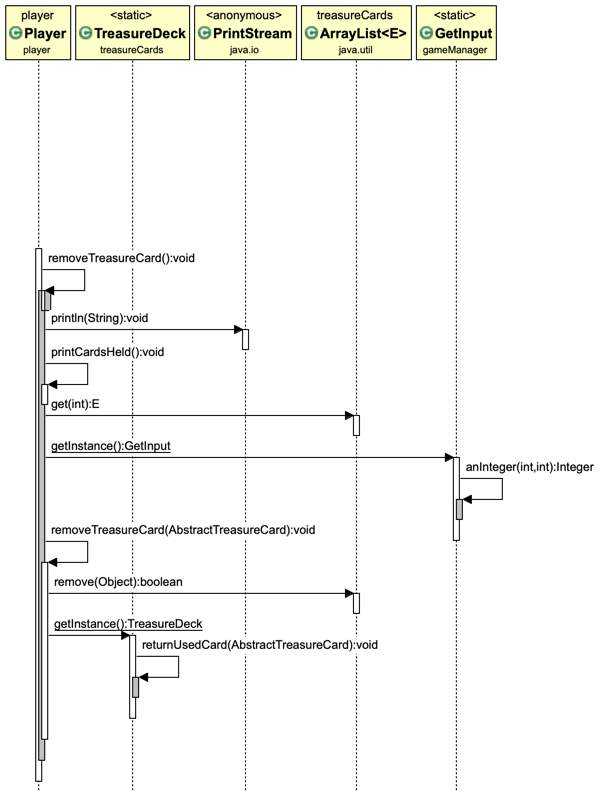 player
C Player
player
<static>
C TreasureDeck
treasureCards
<anonymous>
C PrintStream
java.io
treasureCards
C ArrayList<E>
java.util
<static>
C GetInput
gameManager
removeTreasureCard():void
println(String):void
printCardsHeld():void
get(int):E
getInstance():GetInput
anInteger(int,int):Integer
removeTreasureCard(AbstractTreasureCard):void
remove(Object):boolean
getInstance():TreasureDeck
returnUsedCard(AbstractTreasureCard):void